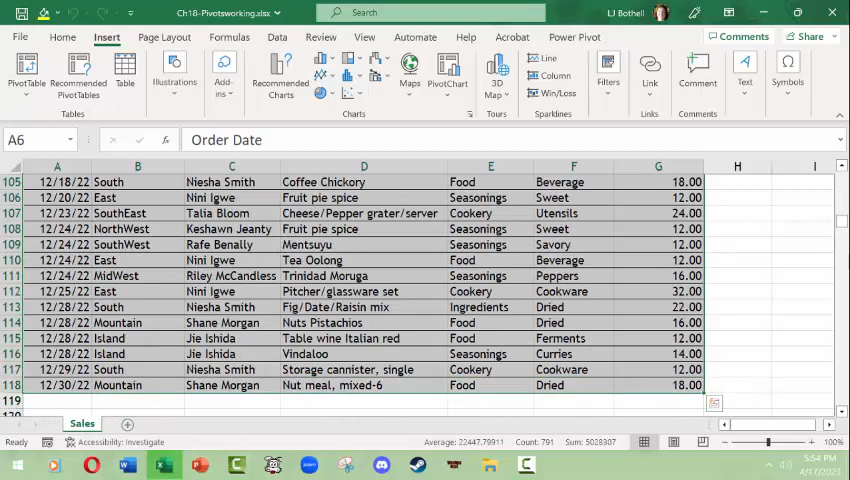 Ch18-Pivotsworking.xlsx
Search
LJ Bothell
File Home Insert Page Layout Formulas Data Review View Automate Help Acrobat Power Pivot
Comments Share
PivotTable Recommended PivotTables Table Illustrations Add-ins Recommended Charts Maps PivotChart 3D Map Line Column Win/Loss Filters Link Comment Text Symbols
Tables Charts Tours Sparklines Links Comments
A6 fx Order Date
A B C D E F G H I
105 12/18/22 South Niesha Smith Coffee Chickory Food Beverage 18.00
106 12/20/22 East Nini Igwe Fruit pie spice Seasonings Sweet 12.00
107 12/23/22 SouthEast Talia Bloom Cheese/Pepper grater/server Cookery Utensils 24.00
108 12/24/22 NorthWest Keshawn Jeanty Fruit pie spice Seasonings Sweet 12.00
109 12/24/22 SouthWest Rafe Benally Mentsuyu Seasonings Savory 12.00
110 12/24/22 East Nini Igwe Tea Oolong Food Beverage 12.00
111 12/24/22 MidWest Riley McCandless Trinidad Moruga Seasonings Peppers 16.00
112 12/25/22 East Nini Igwe Pitcher/glassware set Cookery Cookware 32.00
113 12/28/22 South Niesha Smith Fig/Date/Raisin mix Ingredients Dried 22.00
114 12/28/22 Mountain Shane Morgan Nuts Pistachios Food Dried 16.00
115 12/28/22 Island Jie Ishida Table wine Italian red Food Ferments 12.00
116 12/28/22 Island Jie Ishida Vindaloo Seasonings Curries 14.00
117 12/29/22 South Niesha Smith Storage cannister, single Cookery Cookware 12.00
118 12/30/22 Mountain Shane Morgan Nut meal, mixed-6 Food Dried 18.00
119
Sales
Ready Accessibility: Investigate Average: 22447.79911 Count: 791 Sum: 5028307 100%
5:54 PM
4/17/2023